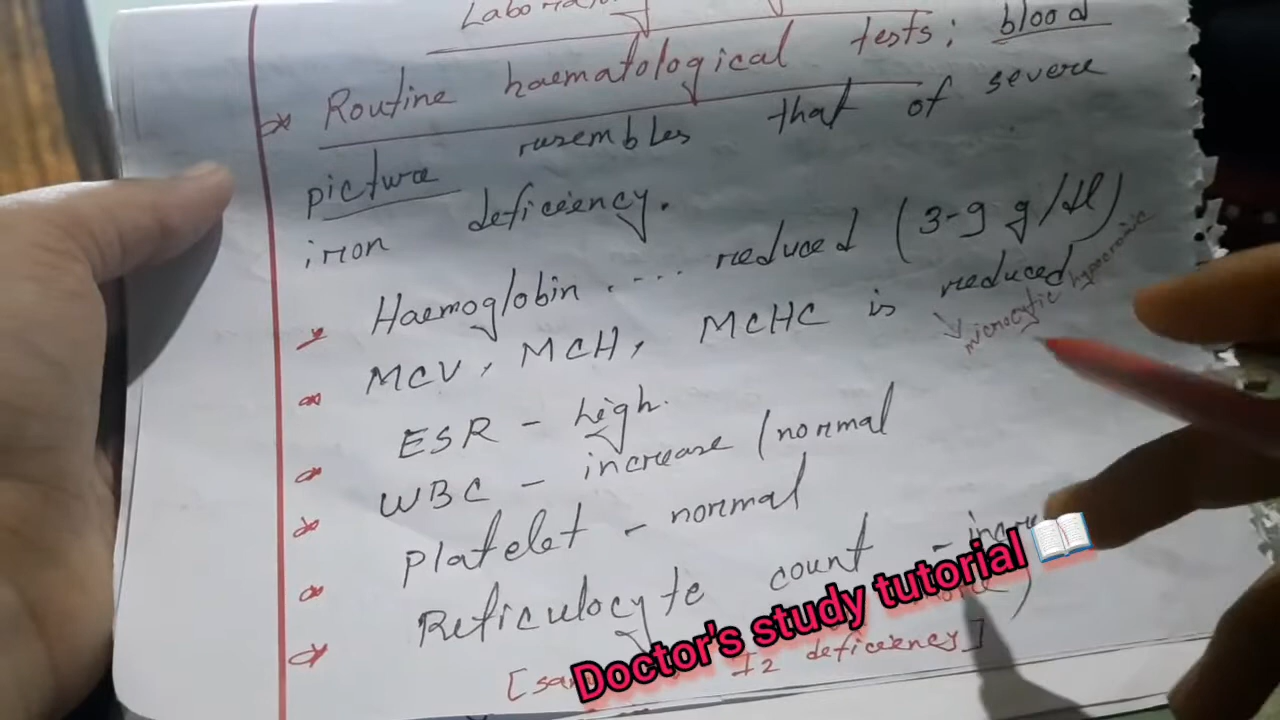 Routine haematological tests; blood
picture resembles that of severe
iron deficiency.
Haemoglobin .... reduced (3-9 g/dl)
MCV, MCH, MCHC is reduced
microcytic hypocromic
ESR - high.
WBC - increase / normal
Platelet - normal
Reticulocyte count -
deficiency]
Doctor's study tutorial 📖